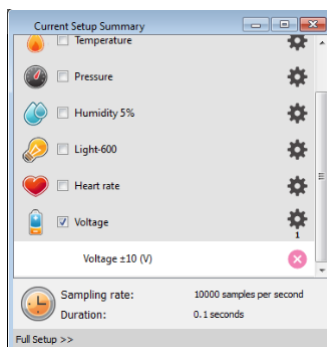 Current Setup Summary
Temperature
Pressure
Humidity 5%
Light-600
Heart rate
Voltage
1
Voltage ±10 (V)
Sampling rate: 10000 samples per second
Duration: 0.1 seconds
Full Setup >>